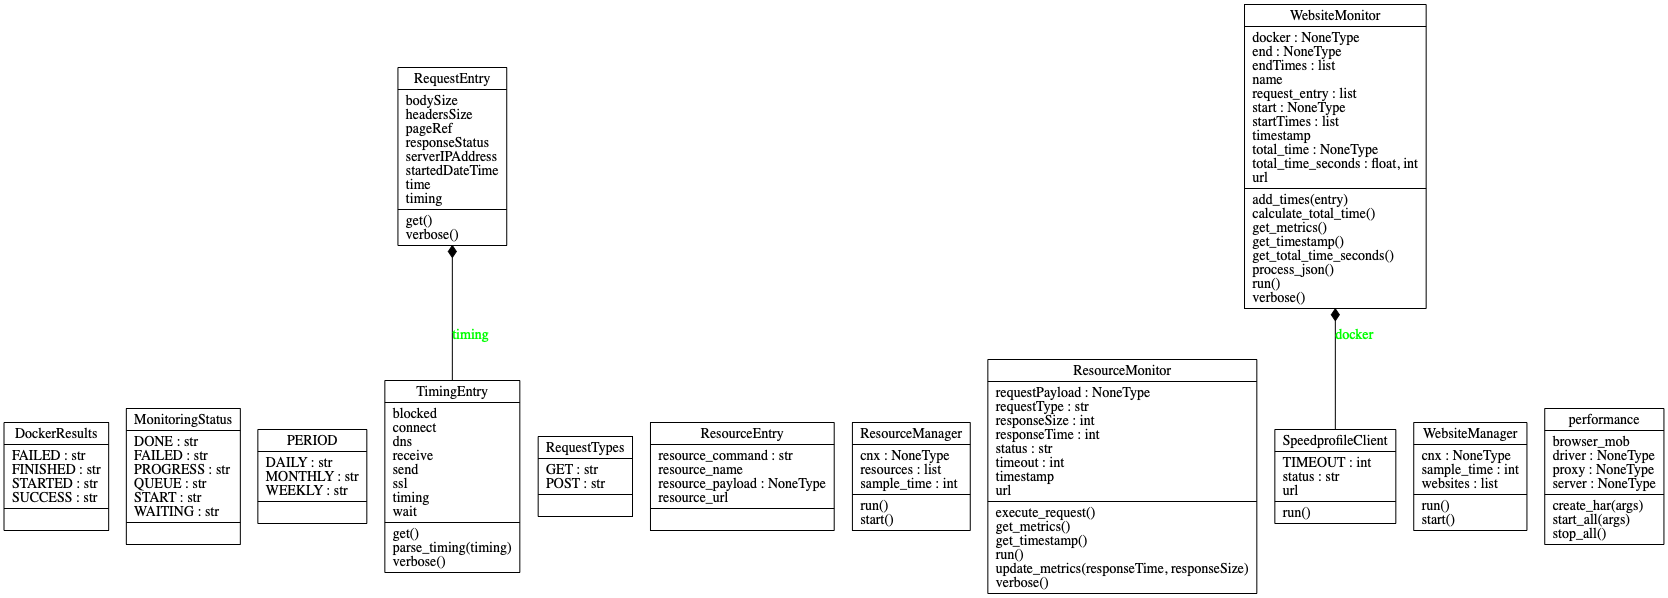 WebsiteMonitor
docker : NoneType
end : NoneType
endTimes : list
name
request_entry : list
start : NoneType
startTimes : list
timestamp
total_time : NoneType
total_time_seconds : float, int
url
add_times(entry)
calculate_total_time()
get_metrics()
get_timestamp()
get_total_time_seconds()
process_json()
run()
verbose()
RequestEntry
bodySize
headersSize
pageRef
responseStatus
serverIPAddress
startedDateTime
time
timing
get()
verbose()
timing
docker
DockerResults
FAILED : str
FINISHED : str
STARTED : str
SUCCESS : str
MonitoringStatus
DONE : str
FAILED : str
PROGRESS : str
QUEUE : str
START : str
WAITING : str
PERIOD
DAILY : str
MONTHLY : str
WEEKLY : str
TimingEntry
blocked
connect
dns
receive
send
ssl
timing
wait
get()
parse_timing(timing)
verbose()
RequestTypes
GET : str
POST : str
ResourceEntry
resource_command : str
resource_name
resource_payload : NoneType
resource_url
ResourceManager
cnx : NoneType
resources : list
sample_time : int
run()
start()
ResourceMonitor
requestPayload : NoneType
requestType : str
responseSize : int
responseTime : int
status : str
timeout : int
timestamp
url
execute_request()
get_metrics()
get_timestamp()
run()
update_metrics(responseTime, responseSize)
verbose()
SpeedprofileClient
TIMEOUT : int
status : str
url
run()
WebsiteManager
cnx : NoneType
sample_time : int
websites : list
run()
start()
performance
browser_mob
driver : NoneType
proxy : NoneType
server : NoneType
create_har(args)
start_all(args)
stop_all()